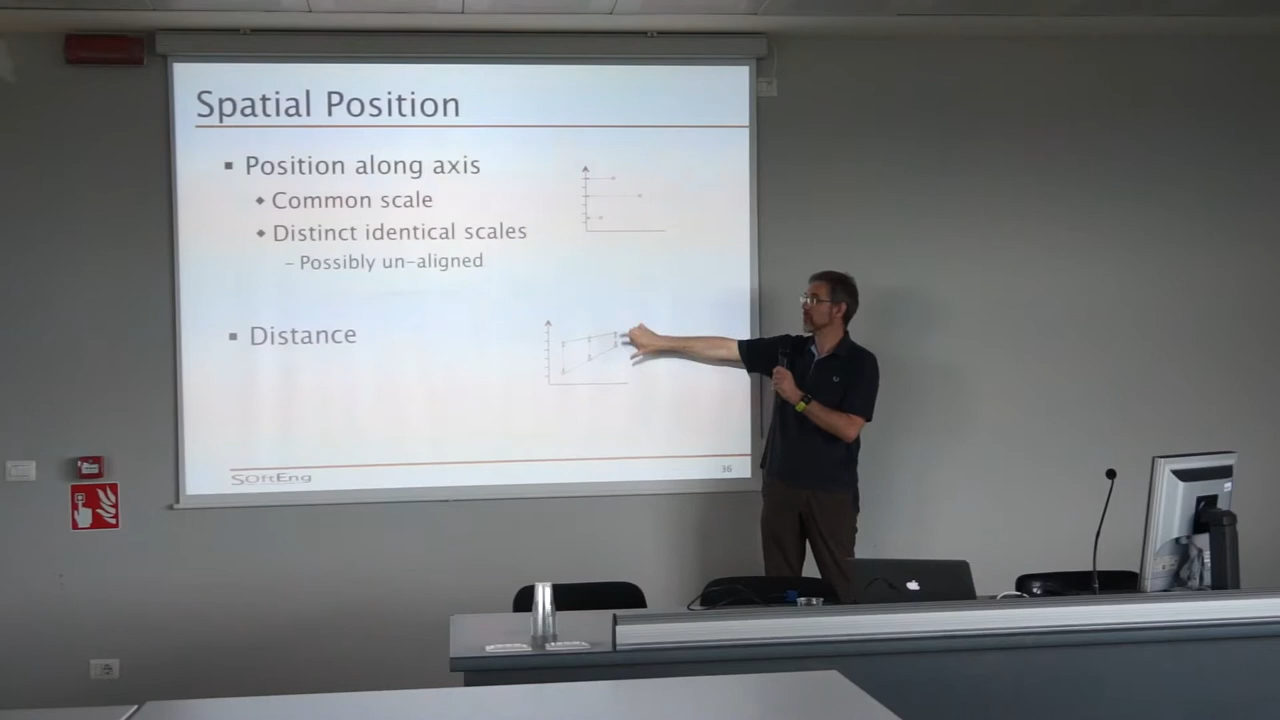 Spatial Position
▪ Position along axis
◆ Common scale
◆ Distinct identical scales
– Possibly un-aligned
▪ Distance
SOftEng
36